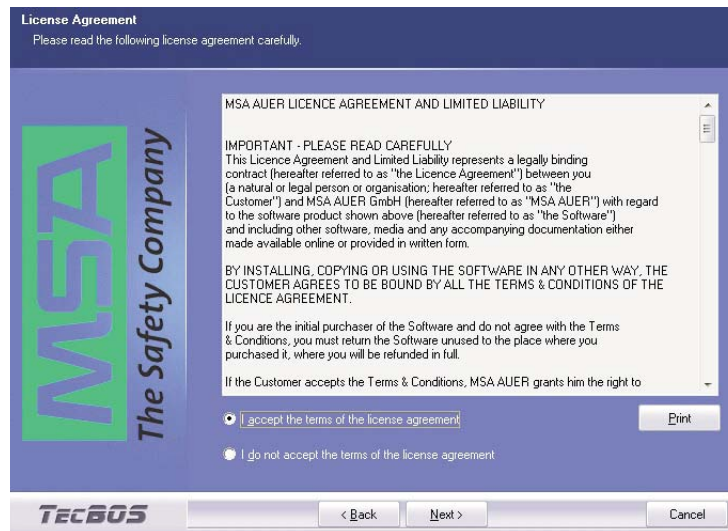 License Agreement
Please read the following license agreement carefully.
MSA
The Safety Company
MSA AUER LICENCE AGREEMENT AND LIMITED LIABILITY
IMPORTANT - PLEASE READ CAREFULLY
This Licence Agreement and Limited Liability represents a legally binding
contract (hereafter referred to as "the Licence Agreement") between you
(a natural or legal person or organisation; hereafter referred to as "the
Customer") and MSA AUER GmbH (hereafter referred to as "MSA AUER") with regard
to the software product shown above (hereafter referred to as "the Software")
and including other software, media and any accompanying documentation either
made available online or provided in written form.
BY INSTALLING, COPYING OR USING THE SOFTWARE IN ANY OTHER WAY, THE
CUSTOMER AGREES TO BE BOUND BY ALL THE TERMS & CONDITIONS OF THE
LICENCE AGREEMENT.
If you are the initial purchaser of the Software and do not agree with the Terms
& Conditions, you must return the Software unused to the place where you
purchased it, where you will be refunded in full.
If the Customer accepts the Terms & Conditions, MSA AUER grants him the right to
I accept the terms of the license agreement
Print
I do not accept the terms of the license agreement
TecBOS
< Back
Next >
Cancel